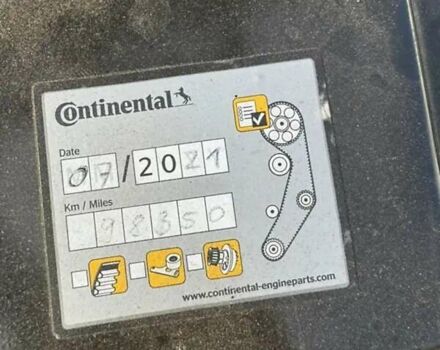 Continental
Date
07/2021
Km / Miles
98350
www.continental-engineparts.com